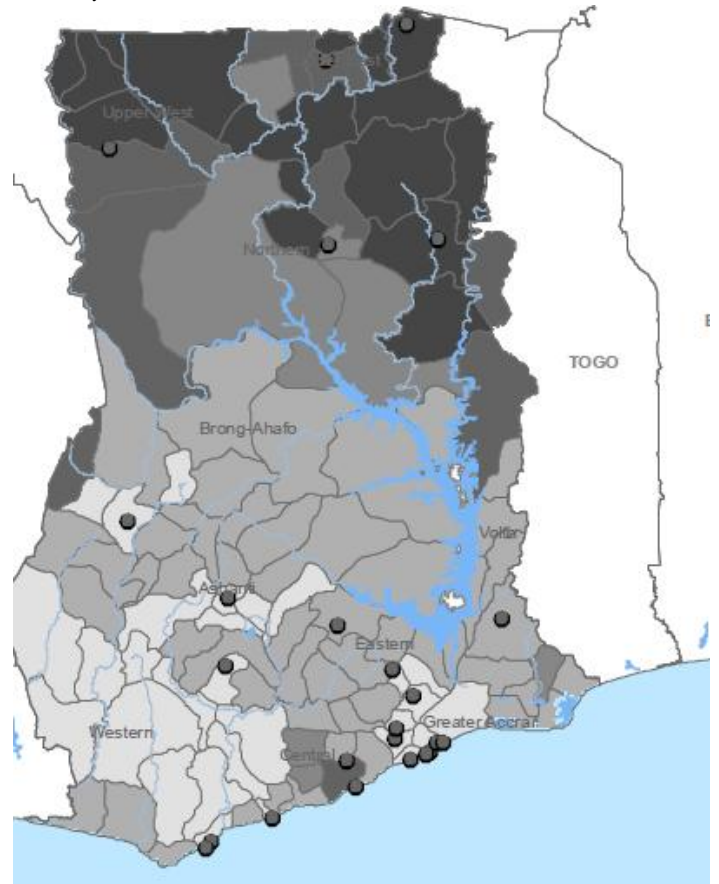 Upper West
Northern
TOGO
Brong-Ahafo
Volta
Ashanti
Eastern
Greater Accra
Western
Central